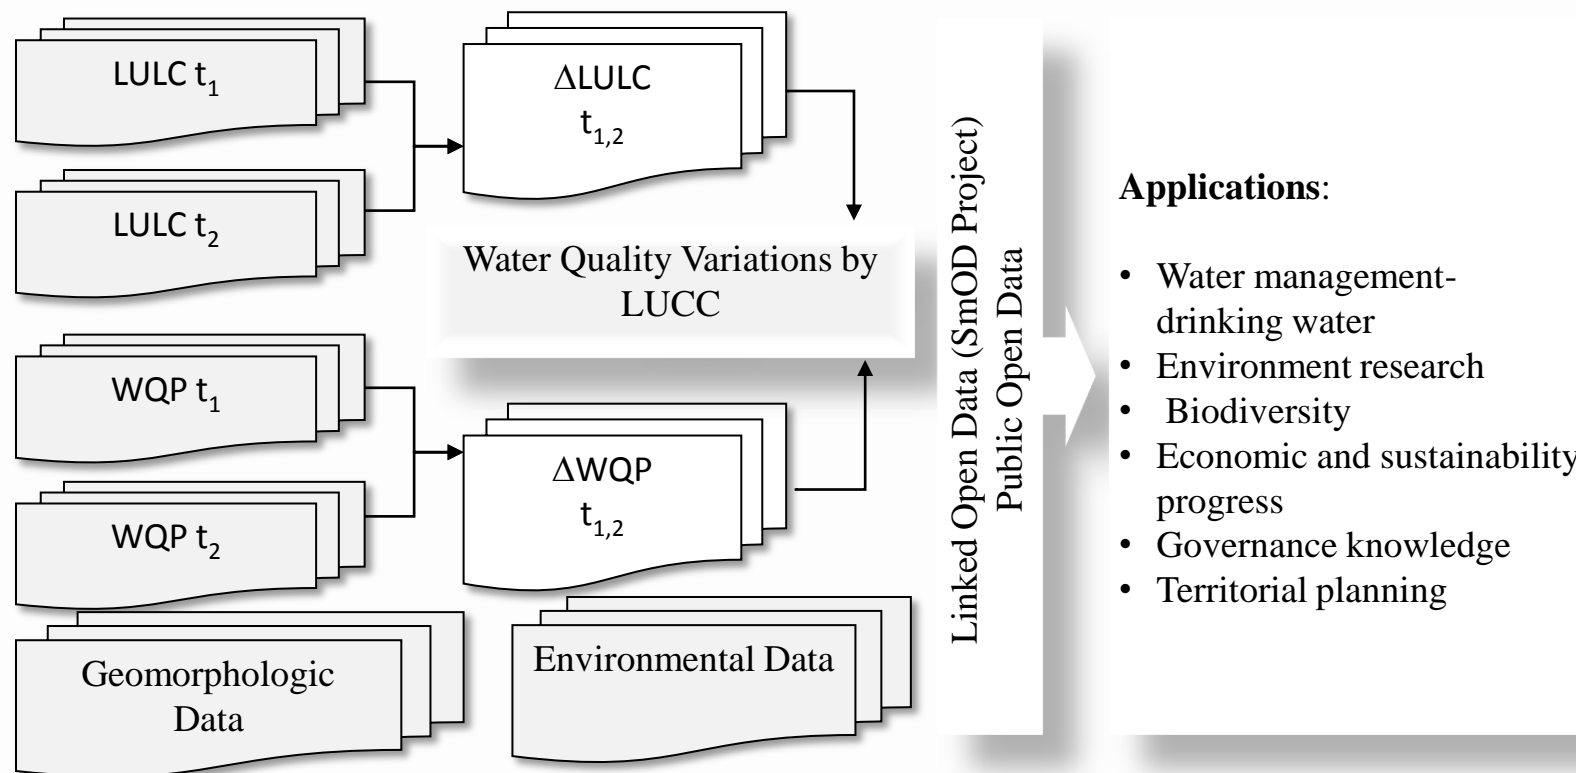 LULC t₁
LULC t₂
WQP t₁
WQP t₂
Geomorphologic
Data
ΔLULC
t₁,₂
Water Quality Variations by
LUCC
ΔWQP
t₁,₂
Environmental Data
Linked Open Data (SmOD Project)
Public Open Data
Applications:
• Water management-
drinking water
• Environment research
• Biodiversity
• Economic and sustainability
progress
• Governance knowledge
• Territorial planning